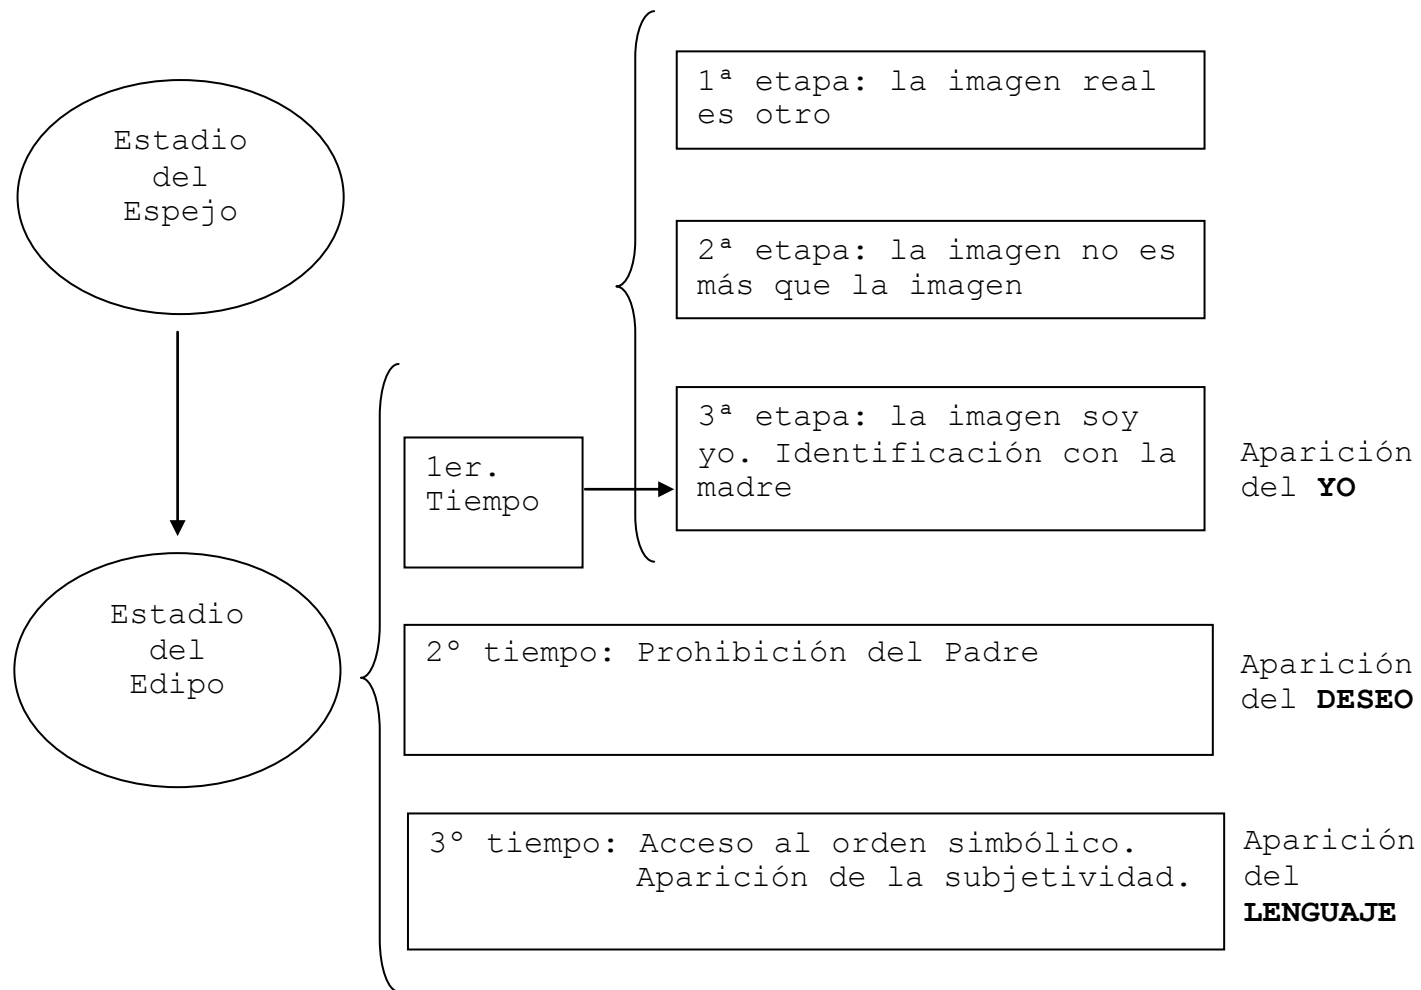 Estadio
del
Espejo
1ª etapa: la imagen real
es otro
2ª etapa: la imagen no es
más que la imagen
3ª etapa: la imagen soy
yo. Identificación con la
madre
Aparición
del YO
1er.
Tiempo
Estadio
del
Edipo
2º tiempo: Prohibición del Padre
Aparición
del DESEO
3º tiempo: Acceso al orden simbólico.
Aparición de la subjetividad.
Aparición
del
LENGUAJE